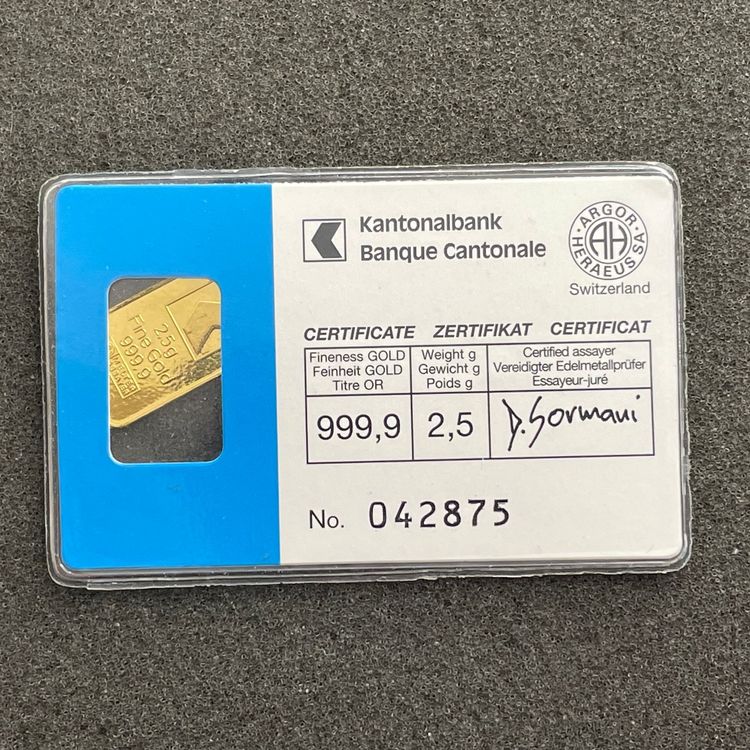 Kantonalbank
Banque Cantonale
ARGOR HERAEUS SA
AH
Switzerland
CERTIFICATE ZERTIFIKAT CERTIFICAT
Fineness GOLD
Feinheit GOLD
Titre OR
Weight g
Gewicht g
Poids g
Certified assayer
Vereidigter Edelmetallprüfer
Essayeur-juré
999,9
2,5
D. Sormani
No. 042875
2.5g
Fine Gold
999.9